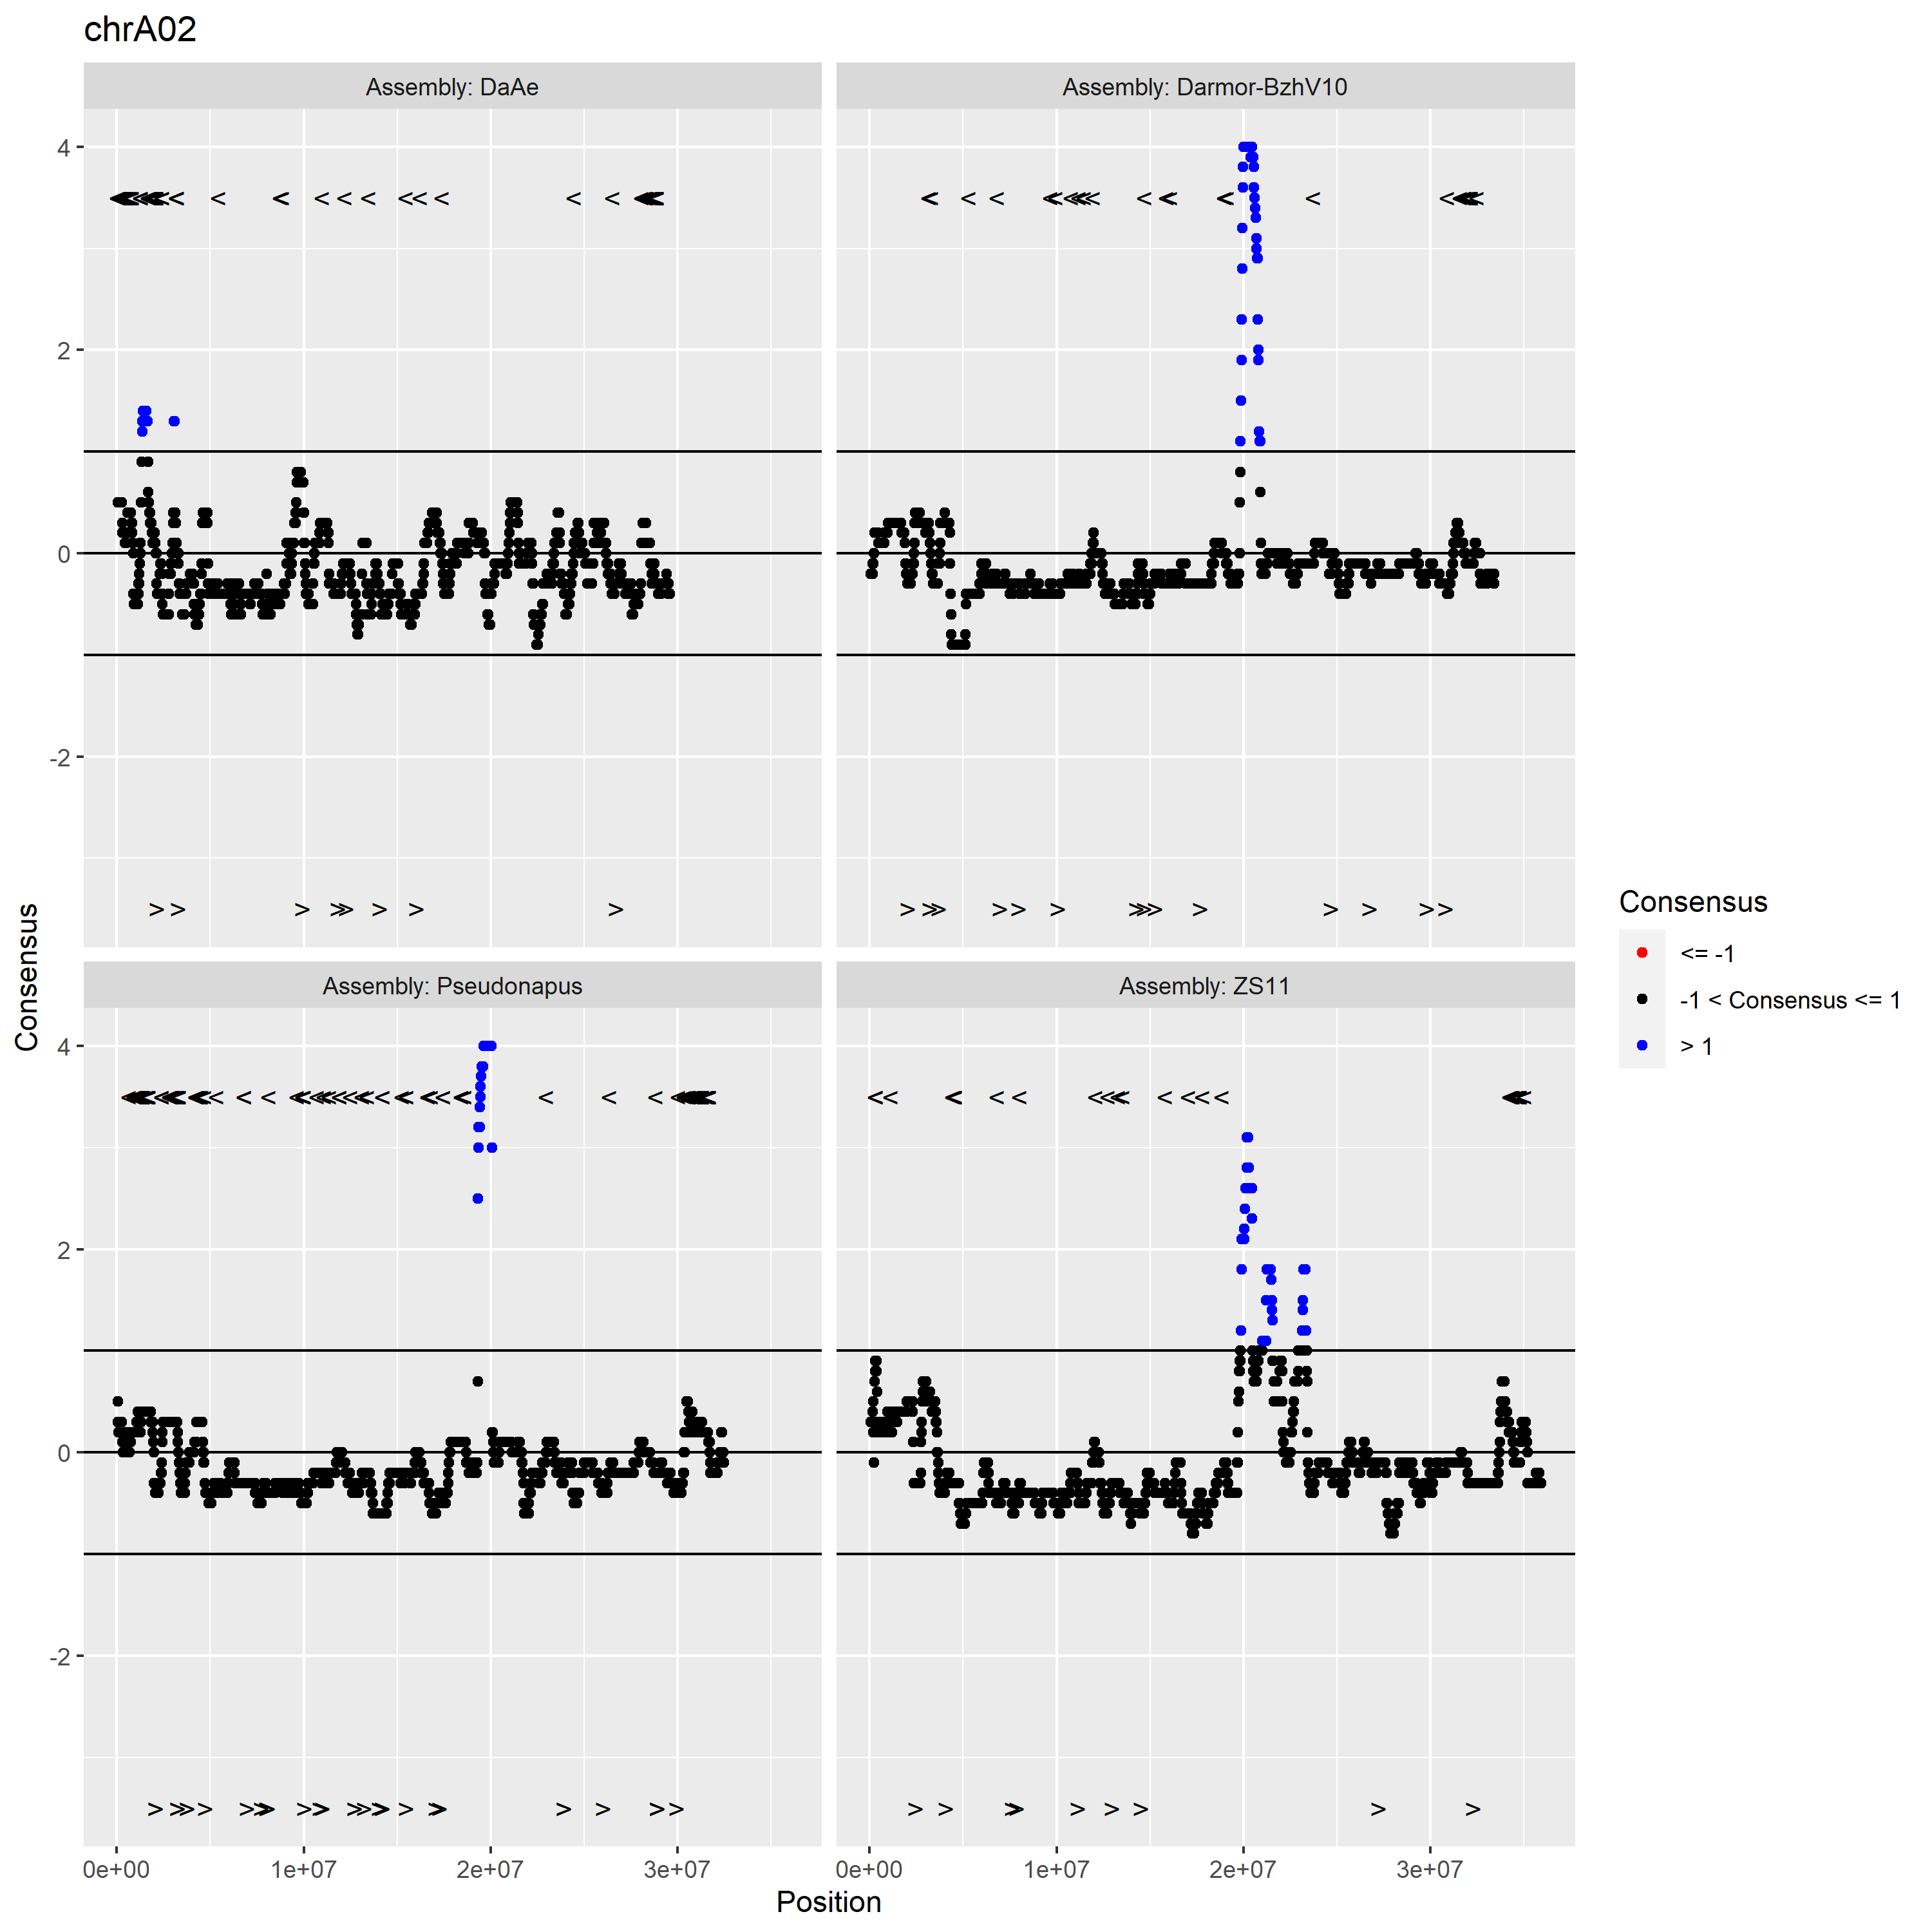 chrA02
Assembly: DaAe
Assembly: Darmor-BzhV10
4
2
0
-2
Assembly: Pseudonapus
Assembly: ZS11
4
2
0
-2
0e+00 1e+07 2e+07 3e+07
0e+00 1e+07 2e+07 3e+07
Position
Consensus
Consensus
<= -1
-1 < Consensus <= 1
> 1